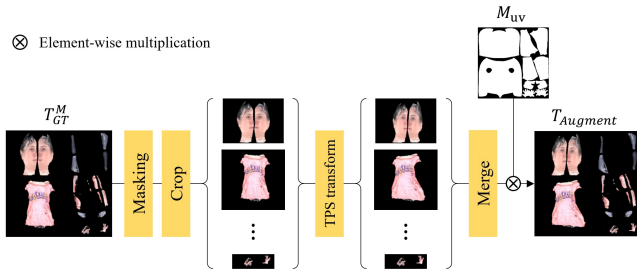 M_uv
⊗ Element-wise multiplication
T_GT^M
T_Augment
Masking
Crop
TPS transform
Merge